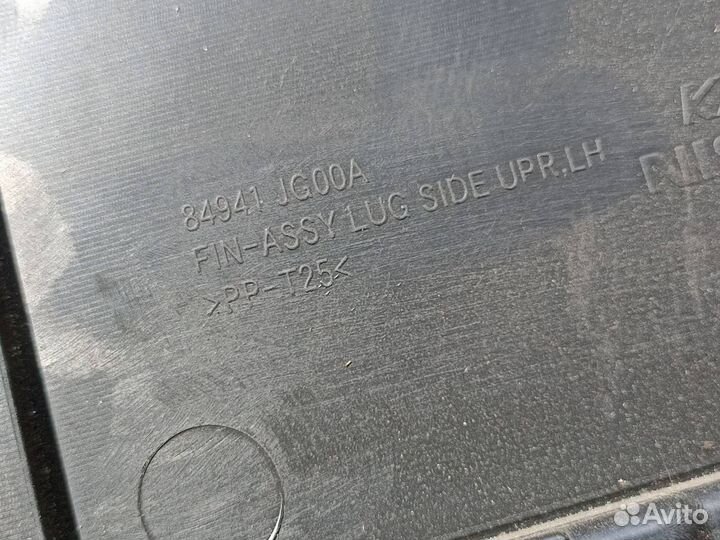 84941 JG00A
FIN-ASSY LUG SIDE UPR,LH
>PP-T25<
Avito